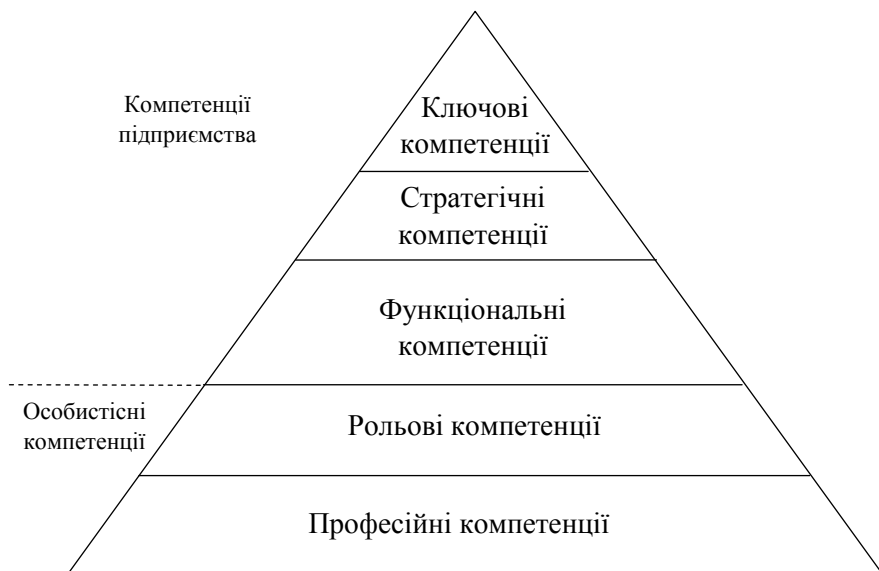 Компетенції
підприємства
Ключові
компетенції
Стратегічні
компетенції
Функціональні
компетенції
Особистісні
компетенції
Рольові компетенції
Професійні компетенції